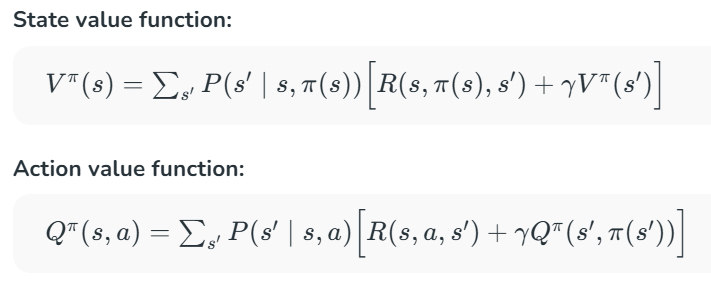 State value function:
V^π(s) = ∑_{s′} P(s′ | s, π(s))[R(s, π(s), s′) + γV^π(s′)]
Action value function:
Q^π(s, a) = ∑_{s′} P(s′ | s, a)[R(s, a, s′) + γQ^π(s′, π(s′))]